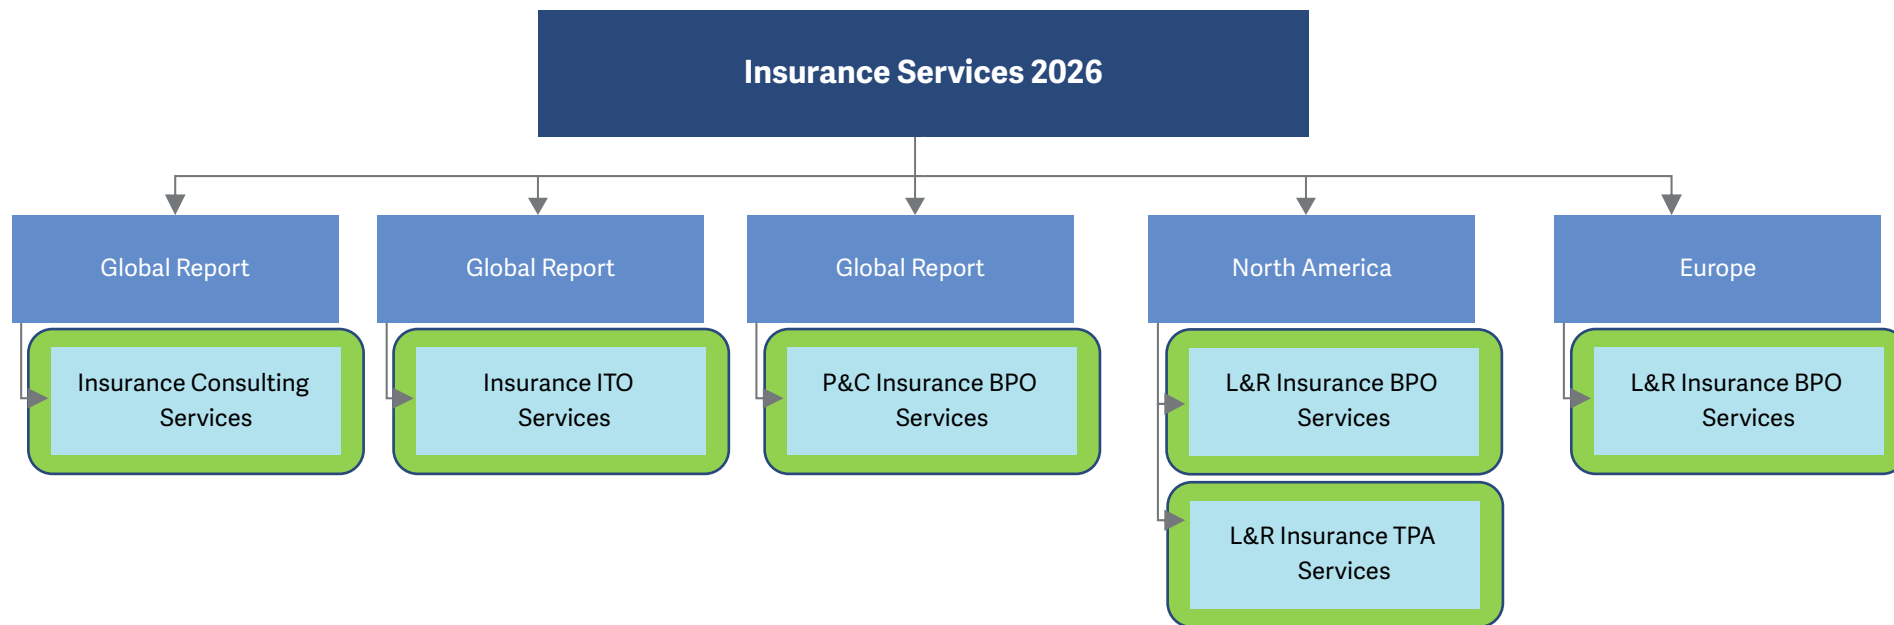 Insurance Services 2026
Global Report
Global Report
Global Report
North America
Europe
Insurance Consulting
Services
Insurance ITO
Services
P&C Insurance BPO
Services
L&R Insurance BPO
Services
L&R Insurance BPO
Services
L&R Insurance TPA
Services